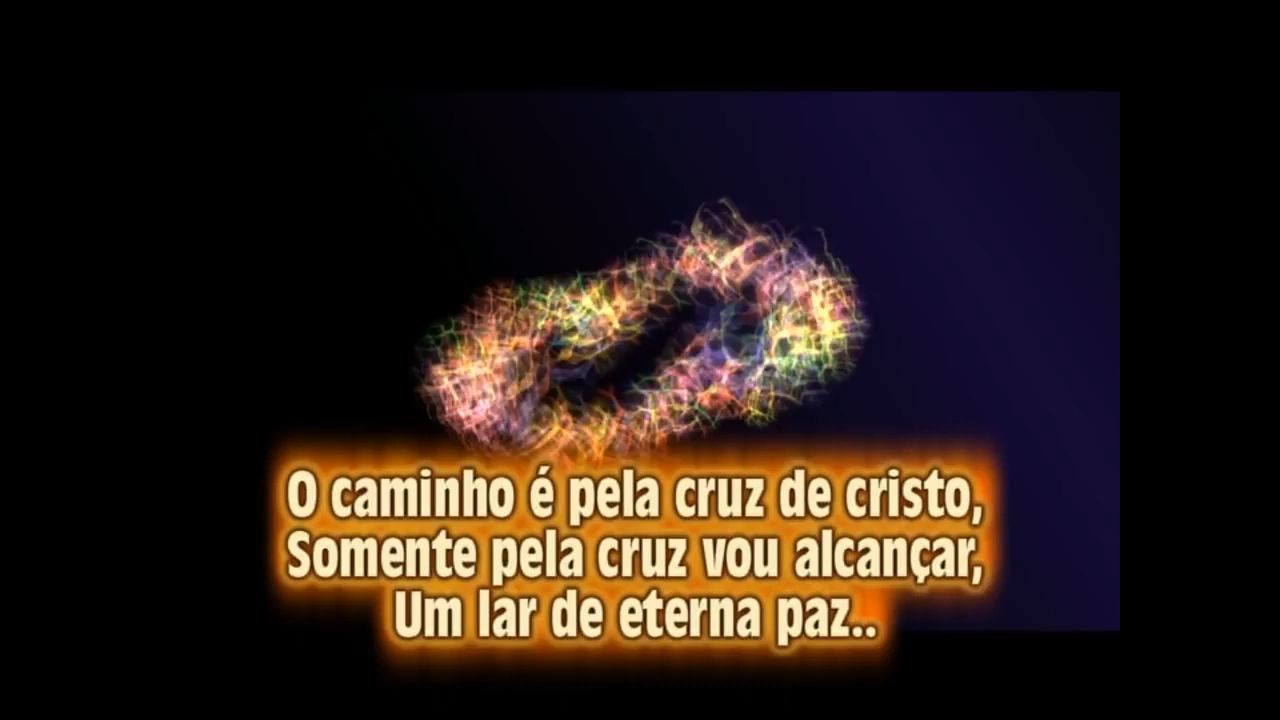 O caminho é pela cruz de cristo,
Somente pela cruz vou alcançar,
Um lar de eterna paz..